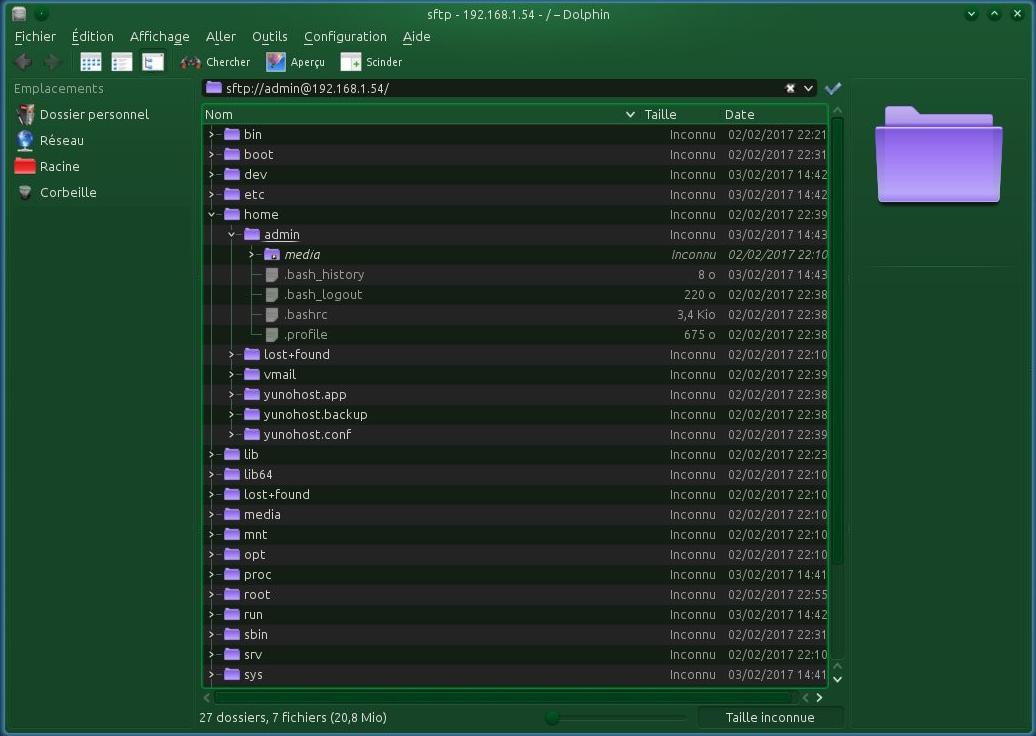 sftp - 192.168.1.54 - / – Dolphin
Fichier Édition Affichage Aller Outils Configuration Aide
Chercher Aperçu Scinder
Emplacements
Dossier personnel
Réseau
Racine
Corbeille
sftp://admin@192.168.1.54/
Nom Taille Date
bin Inconnu 02/02/2017 22:21
boot Inconnu 02/02/2017 22:31
dev Inconnu 03/02/2017 14:42
etc Inconnu 03/02/2017 14:42
home Inconnu 02/02/2017 22:39
admin Inconnu 03/02/2017 14:43
media Inconnu 02/02/2017 22:10
.bash_history 8 o 03/02/2017 14:43
.bash_logout 220 o 02/02/2017 22:38
.bashrc 3,4 Kio 02/02/2017 22:38
.profile 675 o 02/02/2017 22:38
lost+found Inconnu 02/02/2017 22:10
vmail Inconnu 02/02/2017 22:39
yunohost.app Inconnu 02/02/2017 22:38
yunohost.backup Inconnu 02/02/2017 22:38
yunohost.conf Inconnu 02/02/2017 22:39
lib Inconnu 02/02/2017 22:23
lib64 Inconnu 02/02/2017 22:10
lost+found Inconnu 02/02/2017 22:10
media Inconnu 02/02/2017 22:10
mnt Inconnu 02/02/2017 22:10
opt Inconnu 02/02/2017 22:10
proc Inconnu 03/02/2017 14:41
root Inconnu 02/02/2017 22:55
run Inconnu 03/02/2017 14:42
sbin Inconnu 02/02/2017 22:31
srv Inconnu 02/02/2017 22:10
sys Inconnu 03/02/2017 14:41
27 dossiers, 7 fichiers (20,8 Mio) Taille inconnue